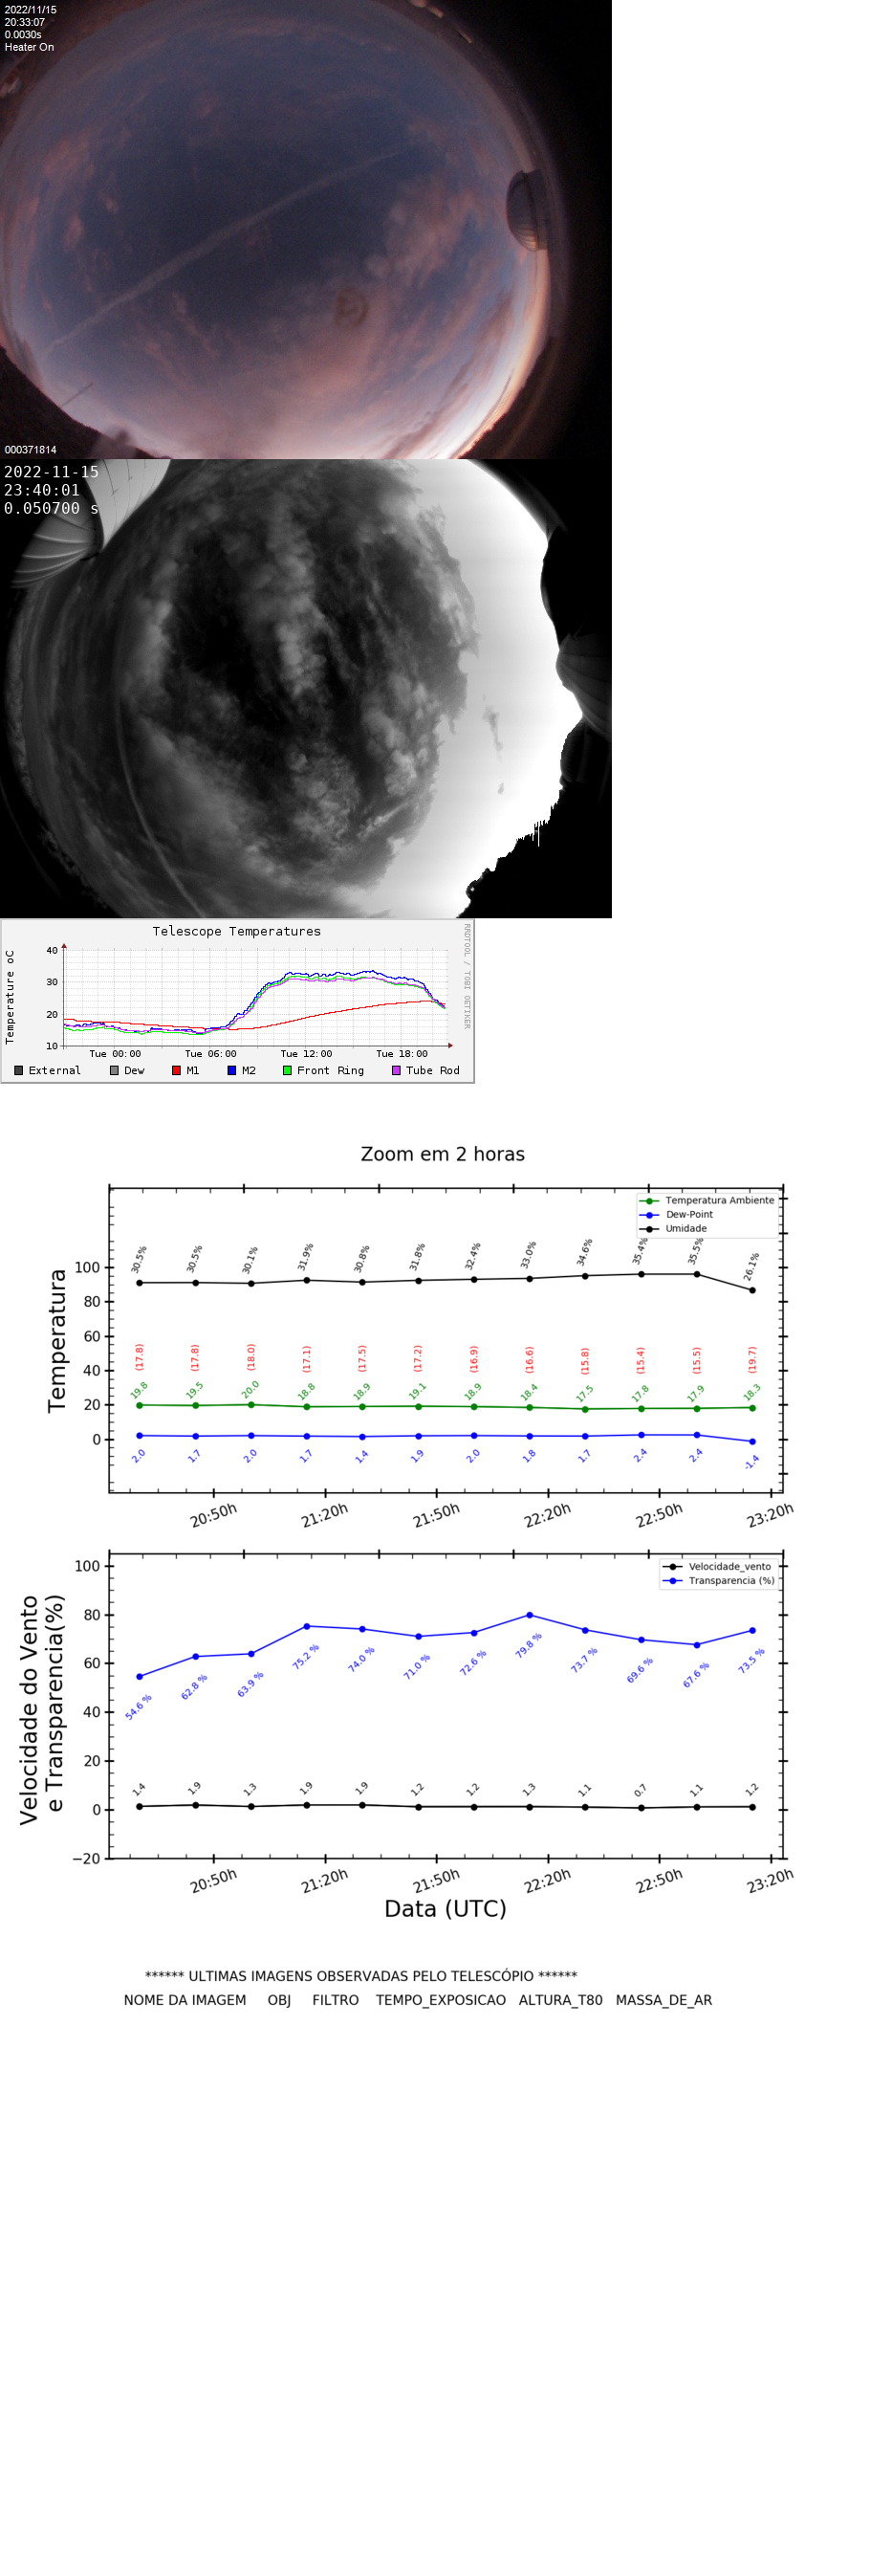 2022/11/15
20:33:07
0.0030s
Heater On
000371814
2022-11-15
23:40:01
0.050700 s
Telescope Temperatures
RRDTOOL / TOBI OETIKER
Temperature oC
40
30
20
10
Tue 00:00 Tue 06:00 Tue 12:00 Tue 18:00
External Dew M1 M2 Front Ring Tube Rod
Zoom em 2 horas
Temperatura Ambiente
Dew-Point
Umidade
Temperatura
100
80
60
40
20
0
30.5% 30.5% 30.1% 31.9% 30.8% 31.8% 32.4% 33.0% 34.6% 35.4% 35.5% 26.1%
(17.8) (17.8) (18.0) (17.1) (17.5) (17.2) (16.9) (16.6) (15.8) (15.4) (15.5) (19.7)
19.8 19.5 20.0 18.8 18.9 19.1 18.9 18.4 17.5 17.8 17.9 18.3
2.0 1.7 2.0 1.7 1.4 1.9 2.0 1.8 1.7 2.4 2.4 -1.4
20:50h 21:20h 21:50h 22:20h 22:50h 23:20h
Velocidade_vento
Transparencia (%)
Velocidade do Vento
e Transparencia(%)
100
80
60
40
20
0
−20
54.6 % 62.8 % 63.9 % 75.2 % 74.0 % 71.0 % 72.6 % 79.8 % 73.7 % 69.6 % 67.6 % 73.5 %
1.4 1.9 1.3 1.9 1.9 1.2 1.2 1.3 1.1 0.7 1.1 1.2
20:50h 21:20h 21:50h 22:20h 22:50h 23:20h
Data (UTC)
****** ULTIMAS IMAGENS OBSERVADAS PELO TELESCÓPIO ******
NOME DA IMAGEM OBJ FILTRO TEMPO_EXPOSICAO ALTURA_T80 MASSA_DE_AR